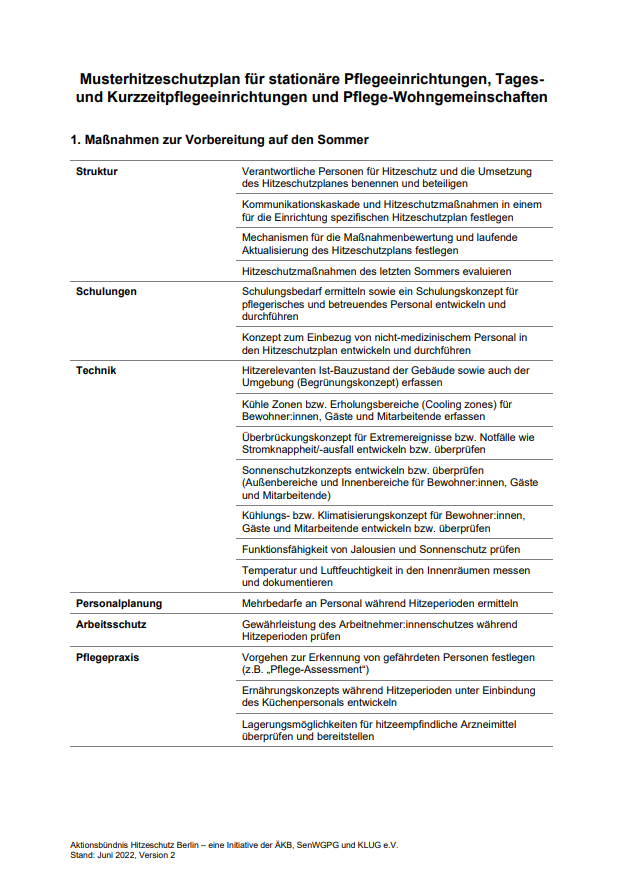 Musterhitzeschutzplan für stationäre Pflegeeinrichtungen, Tages-
und Kurzzeitpflegeeinrichtungen und Pflege-Wohngemeinschaften
1. Maßnahmen zur Vorbereitung auf den Sommer
Struktur
Verantwortliche Personen für Hitzeschutz und die Umsetzung
des Hitzeschutzplanes benennen und beteiligen
Kommunikationskaskade und Hitzeschutzmaßnahmen in einem
für die Einrichtung spezifischen Hitzeschutzplan festlegen
Mechanismen für die Maßnahmenbewertung und laufende
Aktualisierung des Hitzeschutzplans festlegen
Hitzeschutzmaßnahmen des letzten Sommers evaluieren
Schulungen
Schulungsbedarf ermitteln sowie ein Schulungskonzept für
pflegerisches und betreuendes Personal entwickeln und
durchführen
Konzept zum Einbezug von nicht-medizinischem Personal in
den Hitzeschutzplan entwickeln und durchführen
Technik
Hitzerelevanten Ist-Bauzustand der Gebäude sowie auch der
Umgebung (Begrünungskonzept) erfassen
Kühle Zonen bzw. Erholungsbereiche (Cooling zones) für
Bewohner:innen, Gäste und Mitarbeitende erfassen
Überbrückungskonzept für Extremereignisse bzw. Notfälle wie
Stromknappheit/-ausfall entwickeln bzw. überprüfen
Sonnenschutzkonzepts entwickeln bzw. überprüfen
(Außenbereiche und Innenbereiche für Bewohner:innen, Gäste
und Mitarbeitende)
Kühlungs- bzw. Klimatisierungskonzept für Bewohner:innen,
Gäste und Mitarbeitende entwickeln bzw. überprüfen
Funktionsfähigkeit von Jalousien und Sonnenschutz prüfen
Temperatur und Luftfeuchtigkeit in den Innenräumen messen
und dokumentieren
Personalplanung
Mehrbedarfe an Personal während Hitzeperioden ermitteln
Arbeitsschutz
Gewährleistung des Arbeitnehmer:innenschutzes während
Hitzeperioden prüfen
Pflegepraxis
Vorgehen zur Erkennung von gefährdeten Personen festlegen
(z.B. „Pflege-Assessment“)
Ernährungskonzepts während Hitzeperioden unter Einbindung
des Küchenpersonals entwickeln
Lagerungsmöglichkeiten für hitzeempfindliche Arzneimittel
überprüfen und bereitstellen
Aktionsbündnis Hitzeschutz Berlin – eine Initiative der ÄKB, SenWGPG und KLUG e.V.
Stand: Juni 2022, Version 2